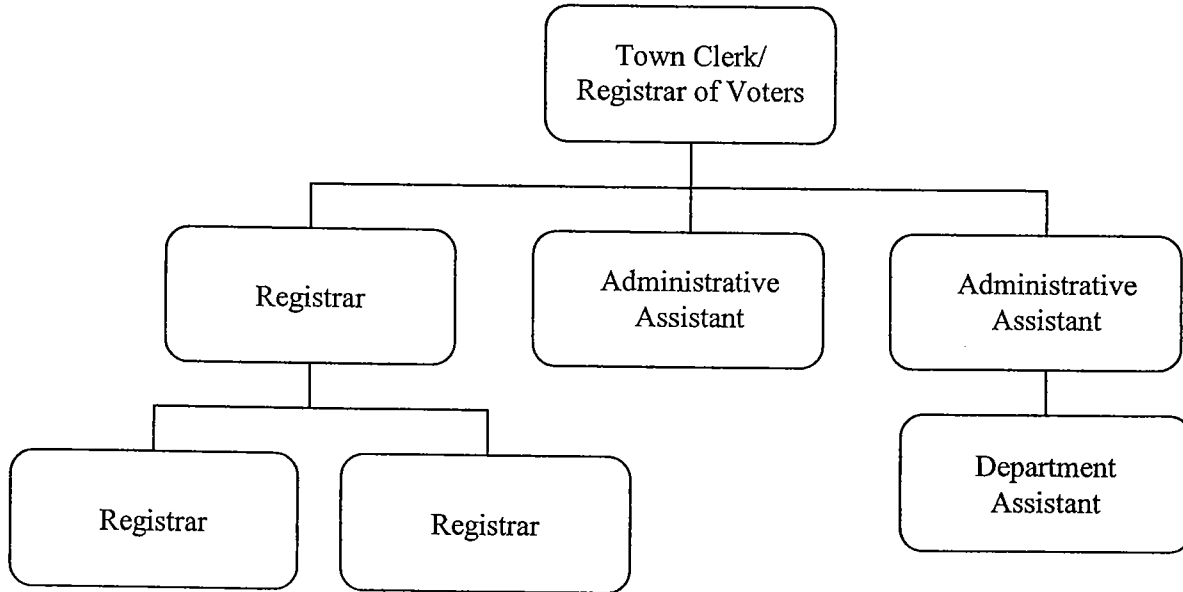 Town Clerk/
Registrar of Voters
Registrar
Administrative
Assistant
Administrative
Assistant
Registrar
Registrar
Department
Assistant